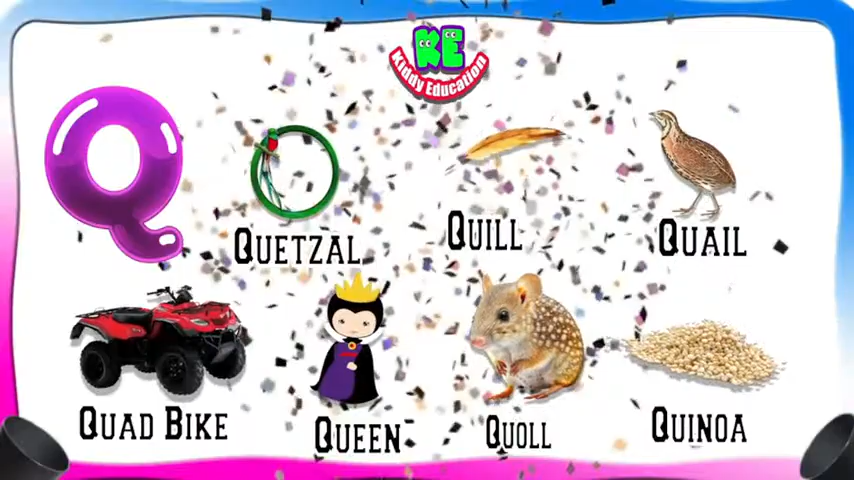 KE
Kiddy Education
Q
QUETZAL
QUILL
QUAIL
QUAD BIKE
QUEEN
QUOLL
QUINOA